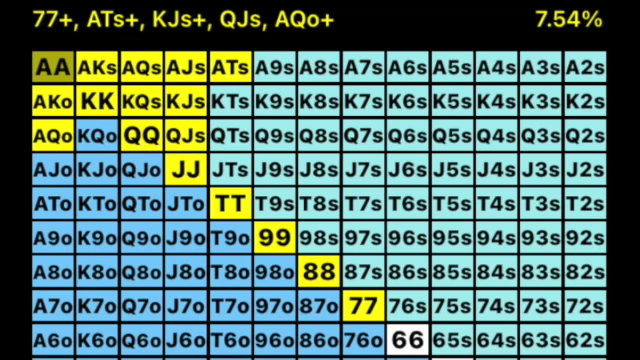 77+, ATs+, KJs+, QJs, AQo+ 7.54%
AA AKs AQs AJs ATs A9s A8s A7s A6s A5s A4s A3s A2s
AKo KK KQs KJs KTs K9s K8s K7s K6s K5s K4s K3s K2s
AQo KQo QQ QJs QTs Q9s Q8s Q7s Q6s Q5s Q4s Q3s Q2s
AJo KJo QJo JJ JTs J9s J8s J7s J6s J5s J4s J3s J2s
ATo KTo QTo JTo TT T9s T8s T7s T6s T5s T4s T3s T2s
A9o K9o Q9o J9o T9o 99 98s 97s 96s 95s 94s 93s 92s
A8o K8o Q8o J8o T8o 98o 88 87s 86s 85s 84s 83s 82s
A7o K7o Q7o J7o T7o 97o 87o 77 76s 75s 74s 73s 72s
A6o K6o Q6o J6o T6o 96o 86o 76o 66 65s 64s 63s 62s